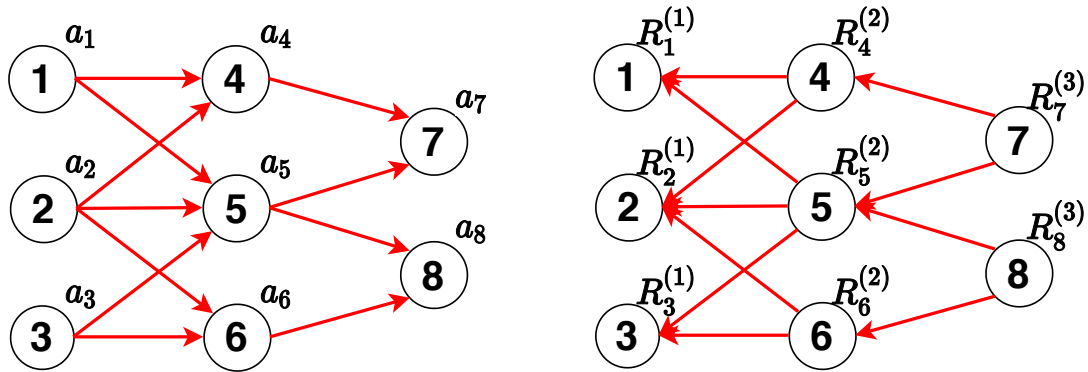 a₁
1
a₄
4
a₇
7
a₂
2
a₅
5
a₈
8
a₃
3
a₆
6
R₁⁽¹⁾
1
R₄⁽²⁾
4
R₇⁽³⁾
7
R₂⁽¹⁾
2
R₅⁽²⁾
5
R₈⁽³⁾
8
R₃⁽¹⁾
3
R₆⁽²⁾
6